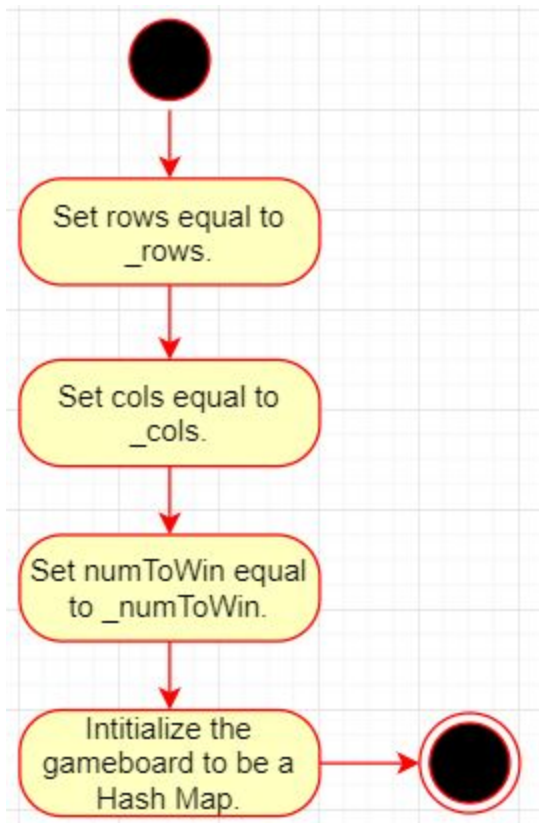 Set rows equal to
_rows.
Set cols equal to
_cols.
Set numToWin equal
to _numToWin.
Intitialize the
gameboard to be a
Hash Map.